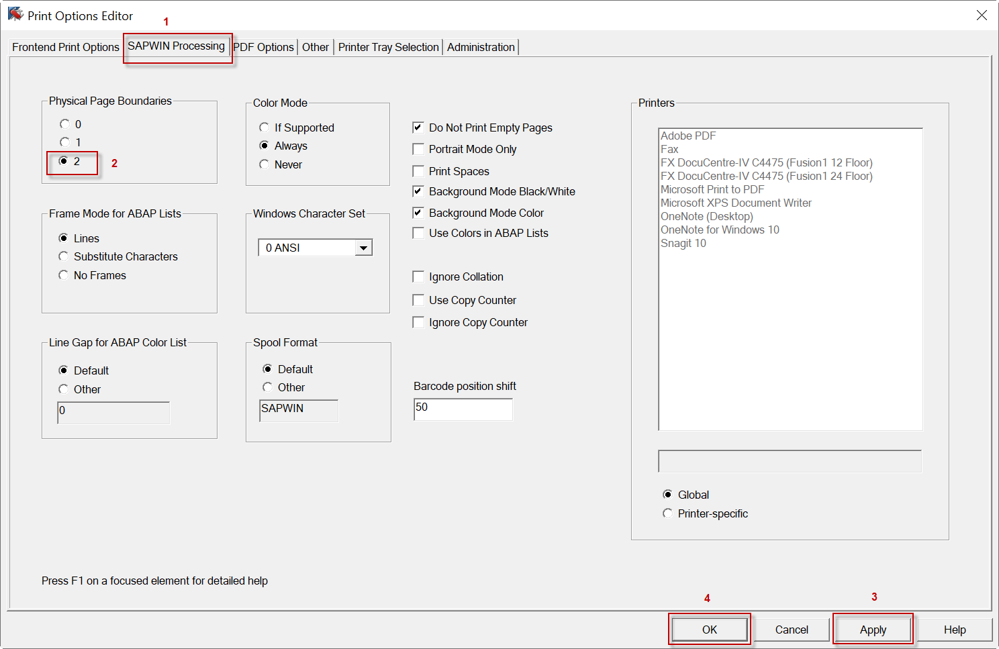 Print Options Editor
1
Frontend Print Options
SAPWIN Processing
PDF Options
Other
Printer Tray Selection
Administration
Physical Page Boundaries
0
1
2
2
Frame Mode for ABAP Lists
Lines
Substitute Characters
No Frames
Line Gap for ABAP Color List
Default
Other
0
Color Mode
If Supported
Always
Never
Windows Character Set
0 ANSI
Spool Format
Default
Other
SAPWIN
Do Not Print Empty Pages
Portrait Mode Only
Print Spaces
Background Mode Black/White
Background Mode Color
Use Colors in ABAP Lists
Ignore Collation
Use Copy Counter
Ignore Copy Counter
Barcode position shift
50
Printers
Adobe PDF
Fax
FX DocuCentre-IV C4475 (Fusion1 12 Floor)
FX DocuCentre-IV C4475 (Fusion1 24 Floor)
Microsoft Print to PDF
Microsoft XPS Document Writer
OneNote (Desktop)
OneNote for Windows 10
Snagit 10
Global
Printer-specific
Press F1 on a focused element for detailed help
4
3
OK
Cancel
Apply
Help